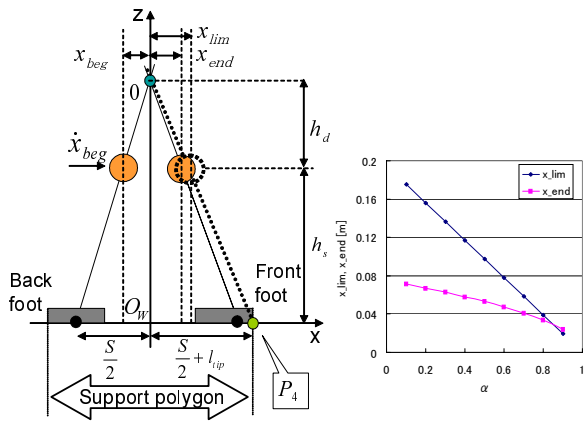 z
x_lim
x_beg
x_end
0
h_d
ẋ_beg
h_s
Back foot
O_W
Front foot
x
S/2
S/2 + l_tip
P_4
Support polygon
x_lim
x_end
0.2
0.16
0.12
0.08
0.04
0
x_lim, x_end [m]
0 0.2 0.4 0.6 0.8 1
α